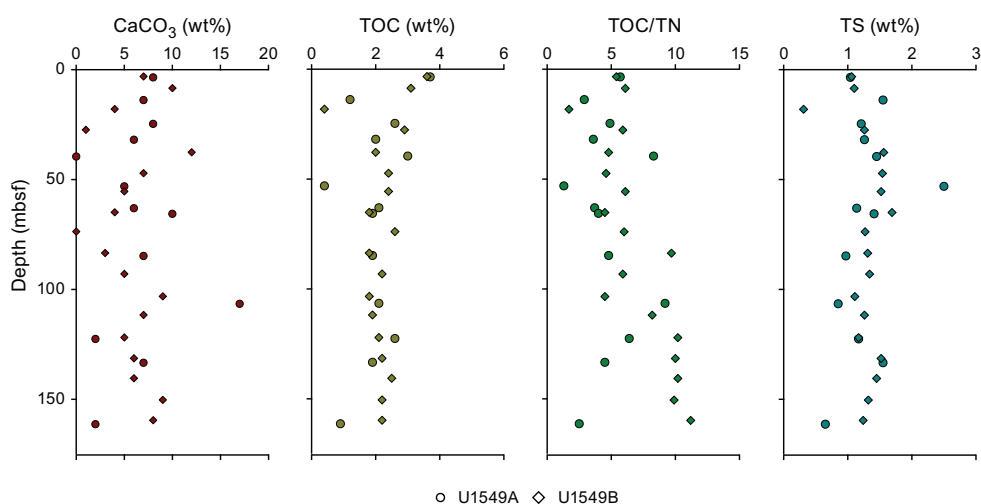 CaCO₃ (wt%)
TOC (wt%)
TOC/TN
TS (wt%)
0 5 10 15 20
0 2 4 6
0 5 10 15
0 1 2 3
0
50
100
150
Depth (mbsf)
U1549A U1549B